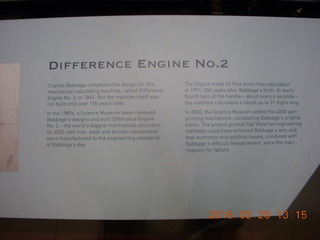 DIFFERENCE ENGINE NO.2
Charles Babbage completed the design for this
mechanical calculating machine, called Difference
Engine No. 2, in 1849. But the machine itself was
not built until over 150 years later.
In the 1980s, a Science Museum team reviewed
Babbage's designs and built Difference Engine
No. 2 – the world's biggest mechanical calculator.
Its 4000 cast iron, steel and bronze components
were manufactured to the engineering standards
of Babbage's day.
The Engine made its first error-free calculation
in 1991, 200 years after Babbage's birth. At every
fourth turn of the handle – about every 6 seconds –
the machine calculates a result up to 31 digits long.
In 2002, the Science Museum added the 4000-part
printing mechanism, completing Babbage's original
vision. The project proved that Victorian engineering
methods could have achieved Babbage's aim, and
that economic and political issues, combined with
Babbage's difficult temperament, were the main
reasons for failure.
13:15